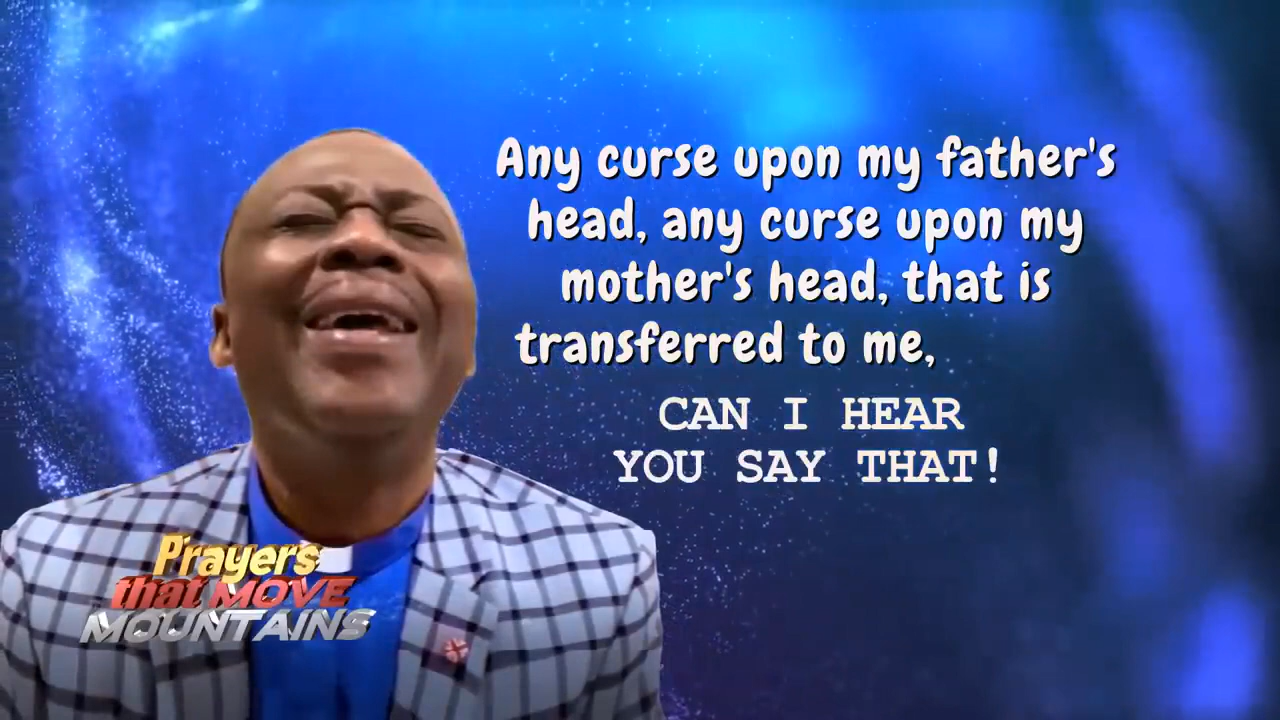 Any curse upon my father's
head, any curse upon my
mother's head, that is
transferred to me,
CAN I HEAR
YOU SAY THAT!
Prayers
that MOVE
MOUNTAINS